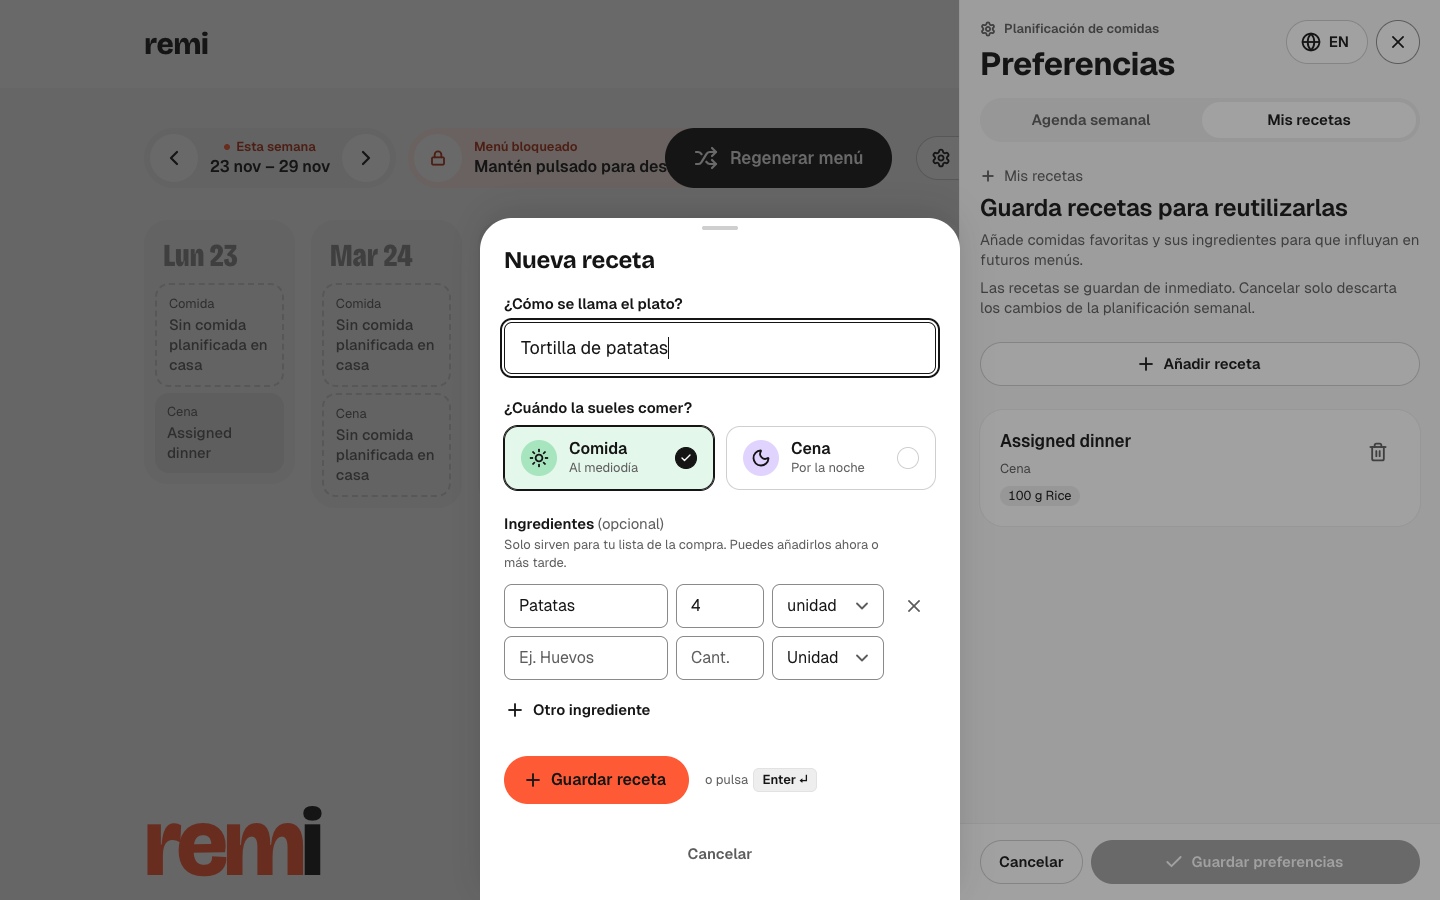 remi
Esta semana
23 nov – 29 nov
Menú bloqueado
Mantén pulsado para des
Regenerar menú
Lun 23
Comida
Sin comida
planificada en
casa
Cena
Assigned
dinner
Mar 24
Comida
Sin comida
planificada en
casa
Cena
Sin comida
planificada en
casa
remi
Nueva receta
¿Cómo se llama el plato?
Tortilla de patatas
¿Cuándo la sueles comer?
Comida
Al mediodía
Cena
Por la noche
Ingredientes (opcional)
Solo sirven para tu lista de la compra. Puedes añadirlos ahora o
más tarde.
Patatas 4 unidad
Ej. Huevos Cant. Unidad
Otro ingrediente
Guardar receta o pulsa Enter ↵
Cancelar
Planificación de comidas
Preferencias
EN
Agenda semanal Mis recetas
Mis recetas
Guarda recetas para reutilizarlas
Añade comidas favoritas y sus ingredientes para que influyan en
futuros menús.
Las recetas se guardan de inmediato. Cancelar solo descarta
los cambios de la planificación semanal.
Añadir receta
Assigned dinner
Cena
100 g Rice
Cancelar Guardar preferencias